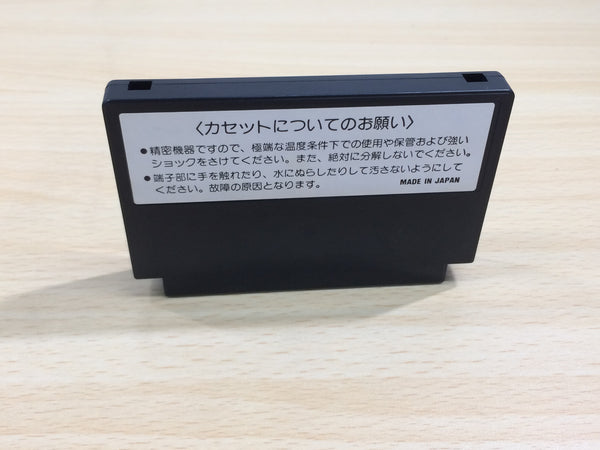 〈カセットについてのお願い〉
●精密機器ですので、極端な温度条件下での使用や保管および強い
ショックをさけてください。また、絶対に分解しないでください。
●端子部に手を触れたり、水にぬらしたりして汚さないようにして
ください。故障の原因となります。
MADE IN JAPAN